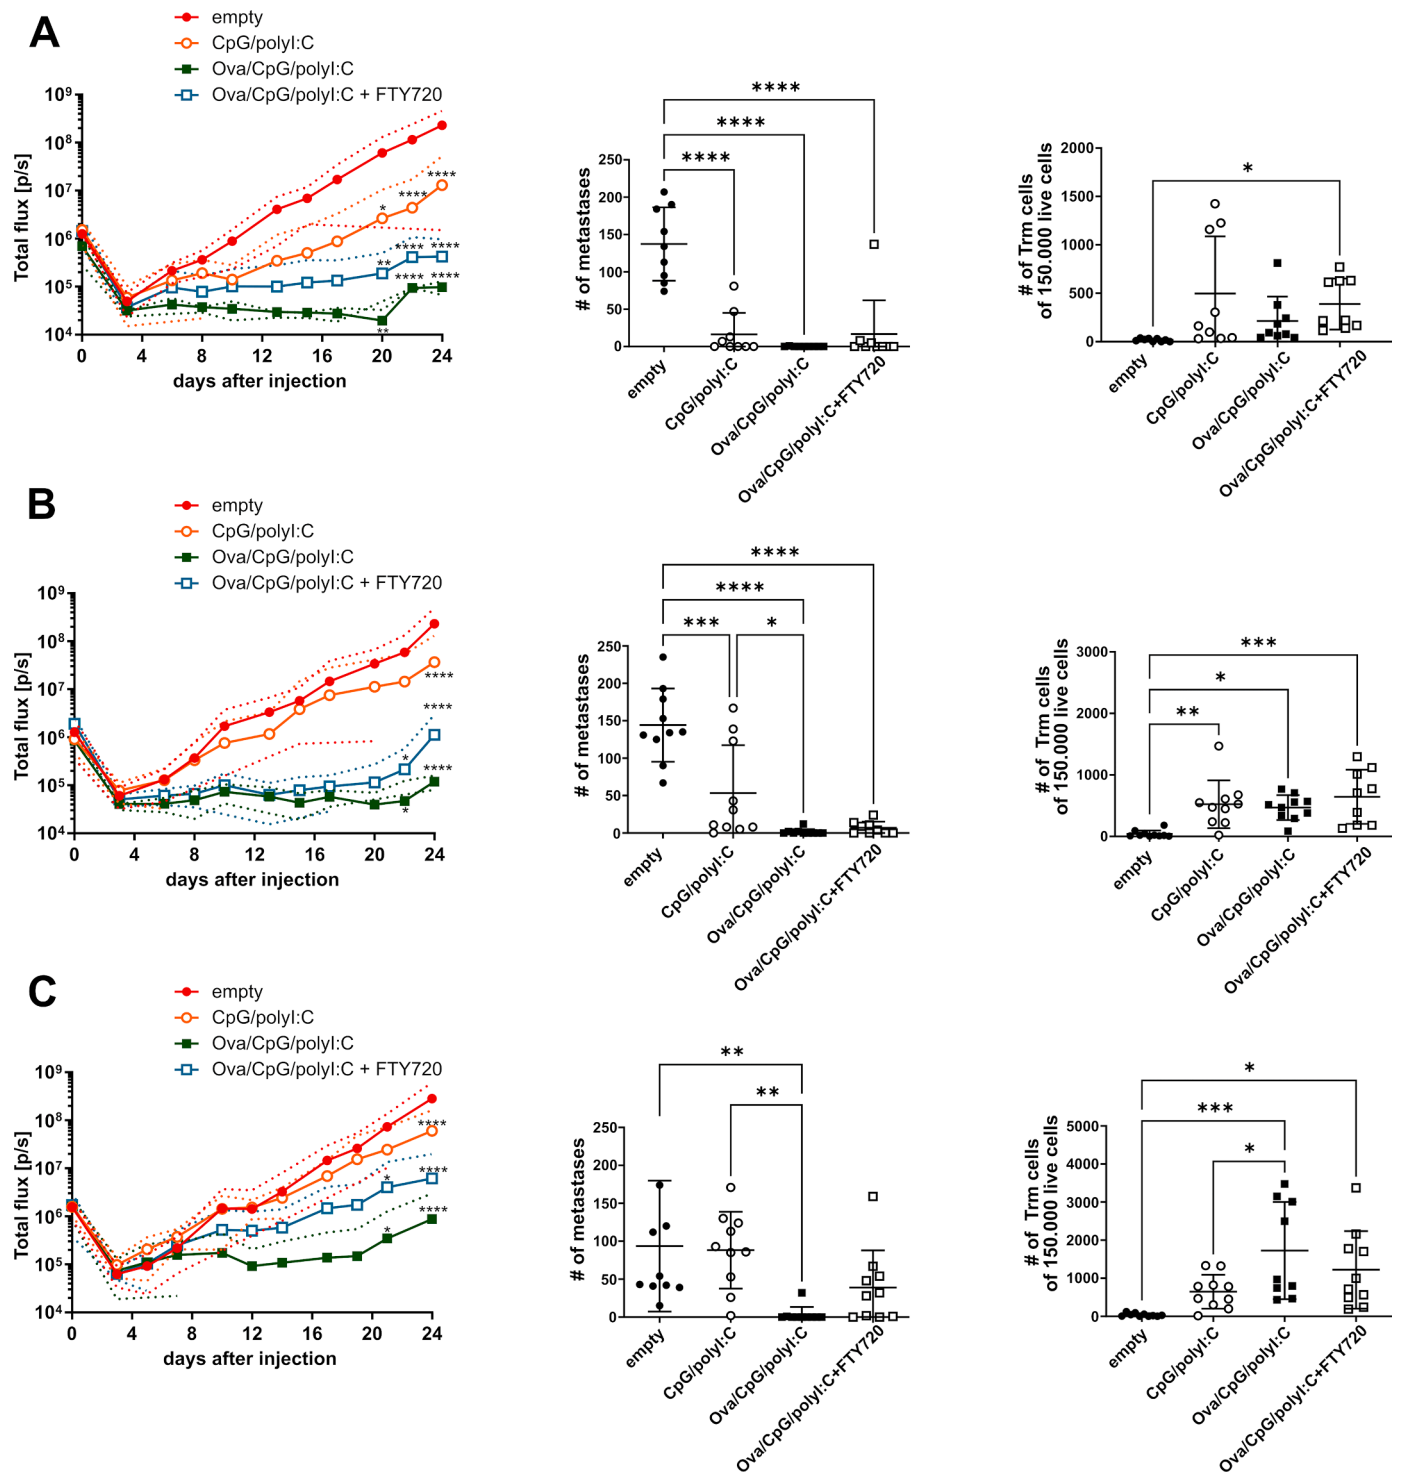 A
empty
CpG/polyI:C
Ova/CpG/polyI:C
Ova/CpG/polyI:C + FTY720
Total flux [p/s]
10⁹
10⁸
10⁷
10⁶
10⁵
10⁴
0 4 8 12 16 20 24
days after injection
* **** ****
** **** ****
** **** ****
# of metastases
250
200
150
100
50
0
****
****
****
empty
CpG/polyI:C
Ova/CpG/polyI:C
Ova/CpG/polyI:C+FTY720
# of Trm cells
of 150.000 live cells
2000
1500
1000
500
0
*
empty
CpG/polyI:C
Ova/CpG/polyI:C
Ova/CpG/polyI:C+FTY720
B
empty
CpG/polyI:C
Ova/CpG/polyI:C
Ova/CpG/polyI:C + FTY720
Total flux [p/s]
10⁹
10⁸
10⁷
10⁶
10⁵
10⁴
0 4 8 12 16 20 24
days after injection
****
* ****
* ****
# of metastases
250
200
150
100
50
0
****
****
*** *
empty
CpG/polyI:C
Ova/CpG/polyI:C
Ova/CpG/polyI:C+FTY720
# of Trm cells
of 150.000 live cells
3000
2000
1000
0
***
*
**
empty
CpG/polyI:C
Ova/CpG/polyI:C
Ova/CpG/polyI:C+FTY720
C
empty
CpG/polyI:C
Ova/CpG/polyI:C
Ova/CpG/polyI:C + FTY720
Total flux [p/s]
10⁹
10⁸
10⁷
10⁶
10⁵
10⁴
0 4 8 12 16 20 24
days after injection
****
* ****
* ****
# of metastases
250
200
150
100
50
0
**
**
empty
CpG/polyI:C
Ova/CpG/polyI:C
Ova/CpG/polyI:C+FTY720
# of Trm cells
of 150.000 live cells
5000
4000
3000
2000
1000
0
*
***
*
empty
CpG/polyI:C
Ova/CpG/polyI:C
Ova/CpG/polyI:C+FTY720